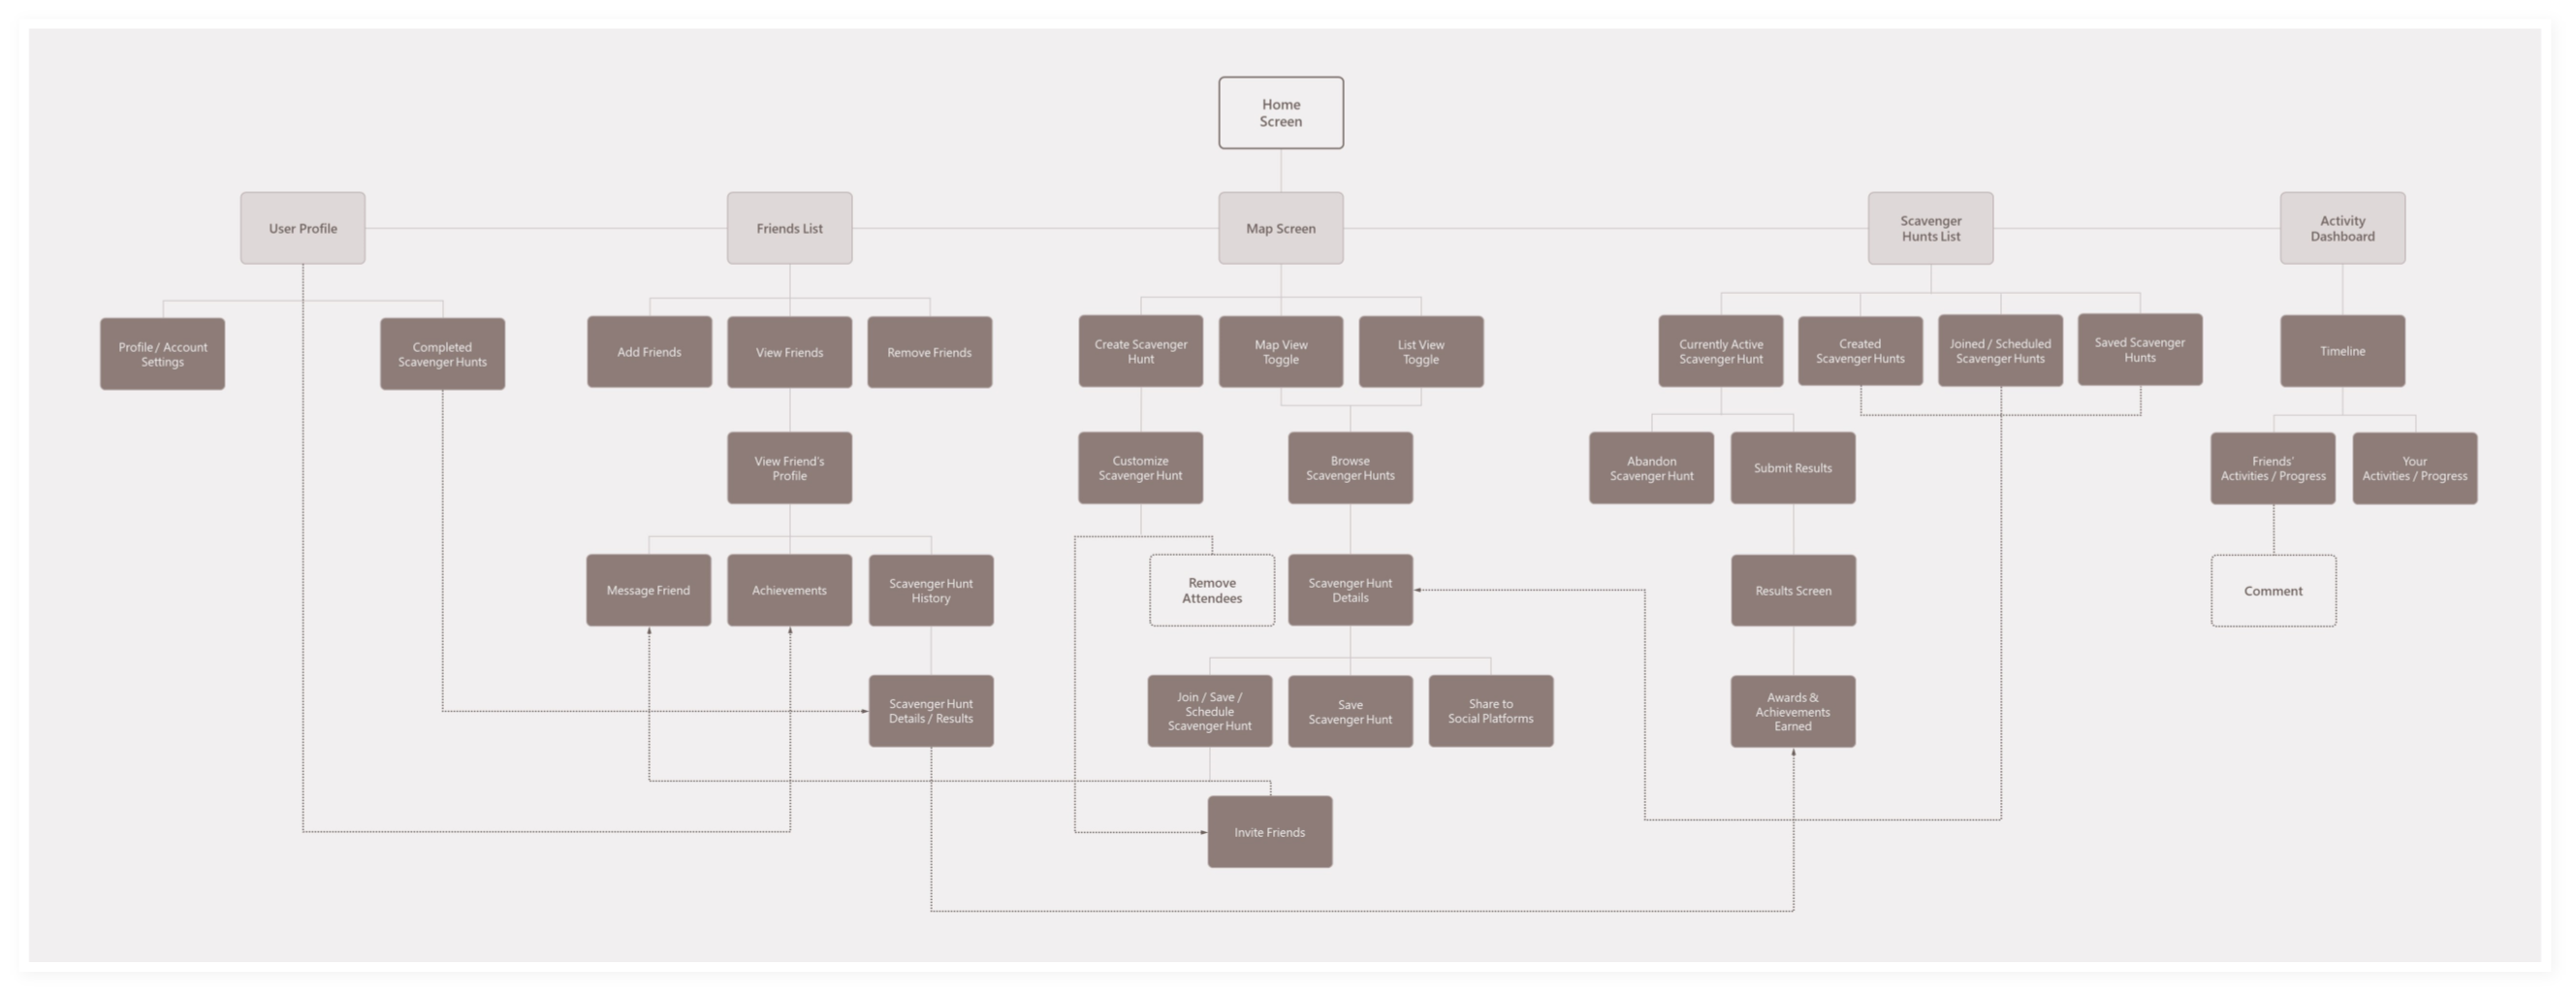 Home
Screen
User Profile
Friends List
Map Screen
Scavenger
Hunts List
Activity
Dashboard
Profile / Account
Settings
Completed
Scavenger Hunts
Add Friends
View Friends
Remove Friends
Create Scavenger
Hunt
Map View
Toggle
List View
Toggle
Currently Active
Scavenger Hunt
Created
Scavenger Hunts
Joined / Scheduled
Scavenger Hunts
Saved Scavenger
Hunts
Timeline
View Friend's
Profile
Customize
Scavenger Hunt
Browse
Scavenger Hunts
Abandon
Scavenger Hunt
Submit Results
Friends'
Activities / Progress
Your
Activities / Progress
Message Friend
Achievements
Scavenger Hunt
History
Remove
Attendees
Scavenger Hunt
Details
Results Screen
Comment
Scavenger Hunt
Details / Results
Join / Save /
Schedule
Scavenger Hunt
Save
Scavenger Hunt
Share to
Social Platforms
Awards &
Achievements
Earned
Invite Friends